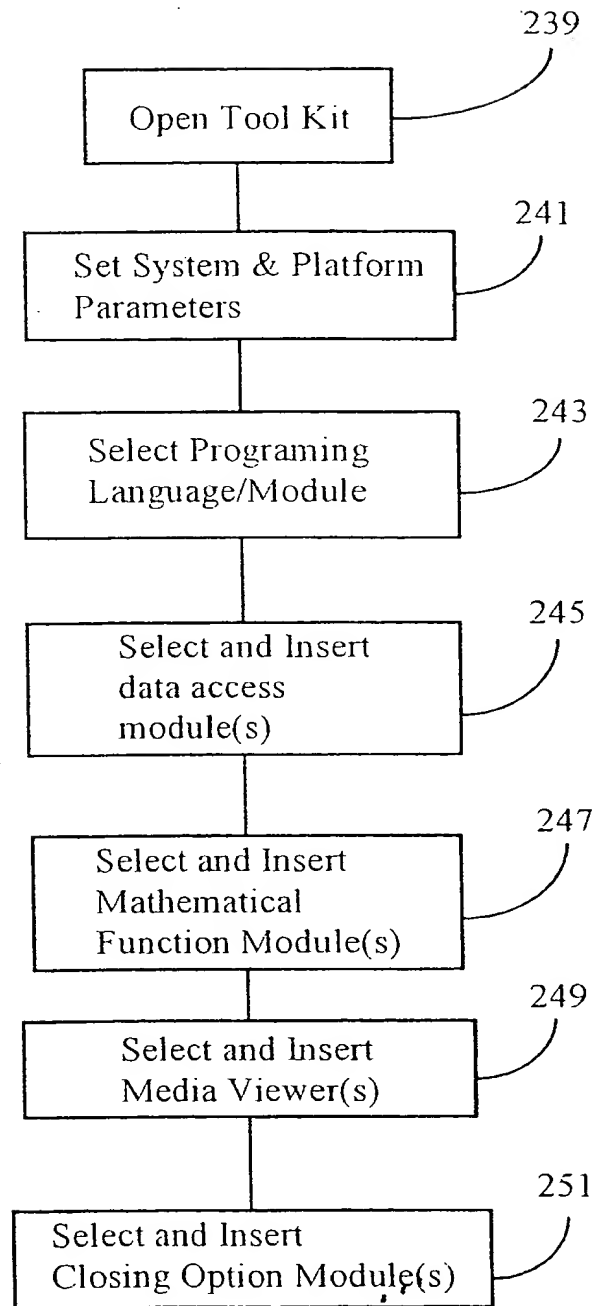 239
Open Tool Kit
241
Set System & Platform
Parameters
243
Select Programing
Language/Module
245
Select and Insert
data access
module(s)
247
Select and Insert
Mathematical
Function Module(s)
249
Select and Insert
Media Viewer(s)
251
Select and Insert
Closing Option Module(s)